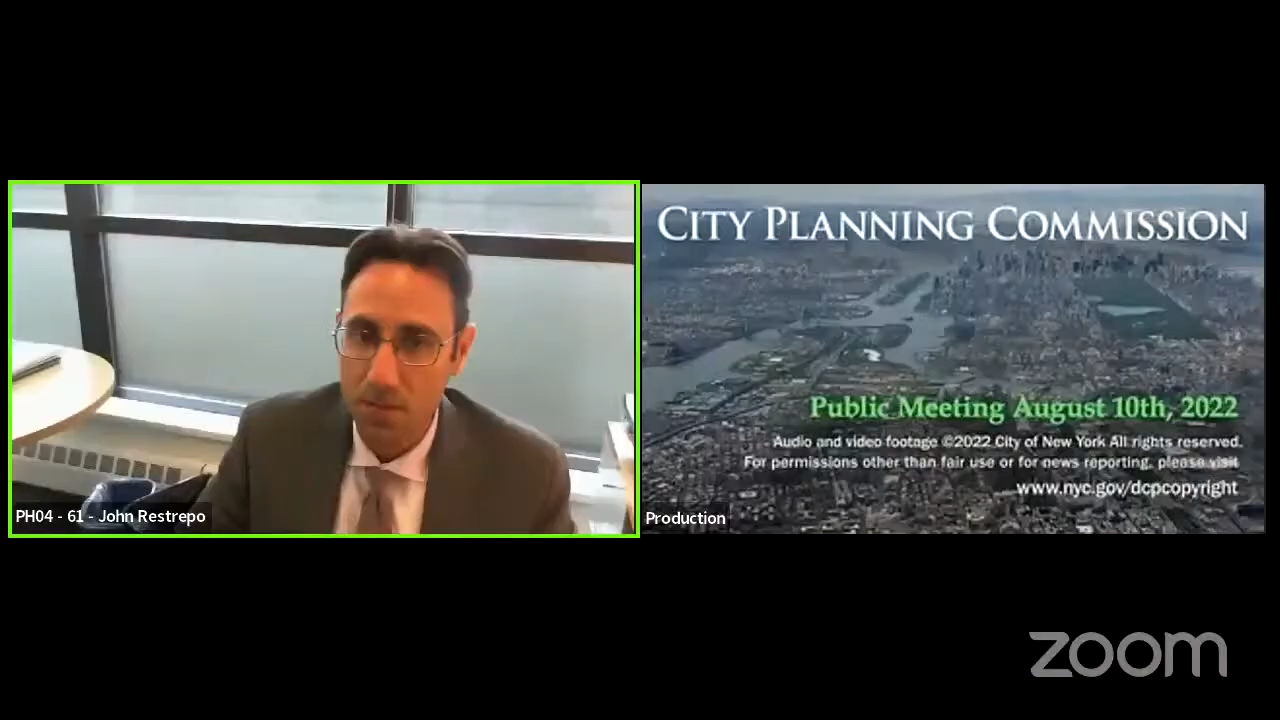 PH04 - 61 - John Restrepo
CITY PLANNING COMMISSION
Public Meeting August 10th, 2022
Audio and video footage ©2022 City of New York All rights reserved.
For permissions other than fair use or for news reporting, please visit
www.nyc.gov/dcpcopyright
Production
zoom